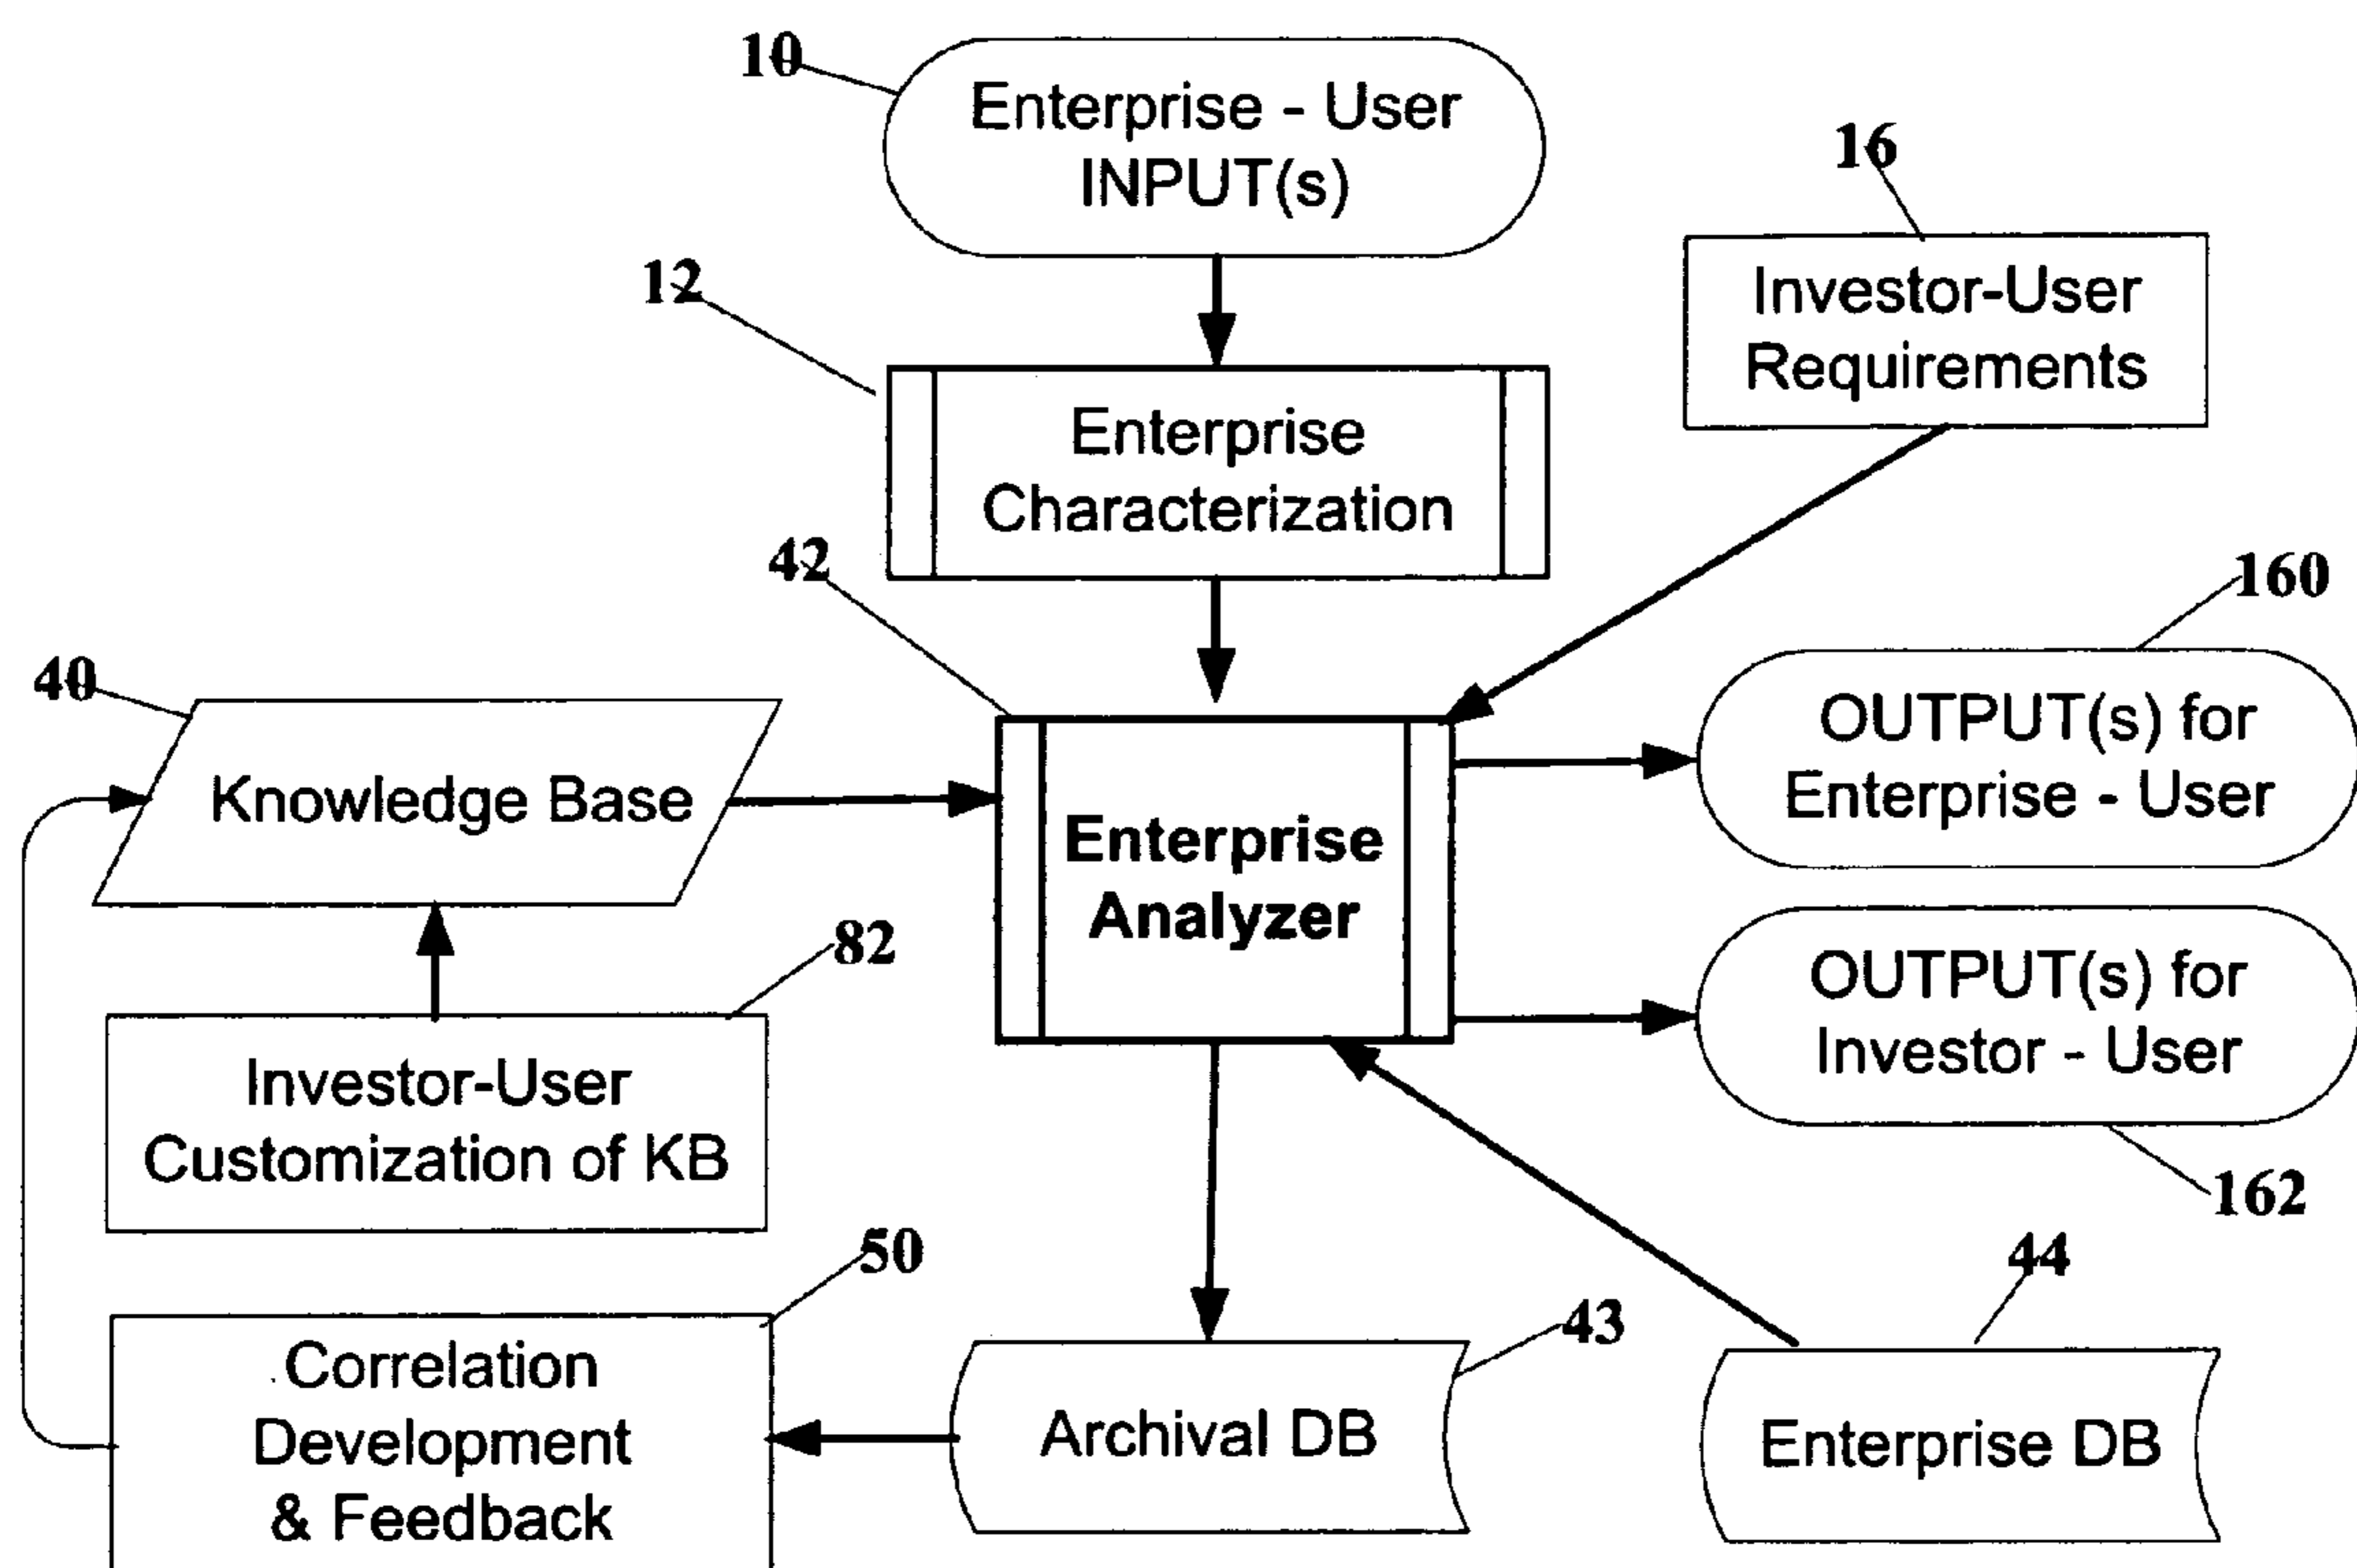 10
Enterprise - User
INPUT(s)
16
Investor-User
Requirements
12
Enterprise
Characterization
42
160
OUTPUT(s) for
Enterprise - User
40
Knowledge Base
Enterprise
Analyzer
82
OUTPUT(s) for
Investor - User
162
Investor-User
Customization of KB
50
44
43
Correlation
Development
& Feedback
Archival DB
Enterprise DB